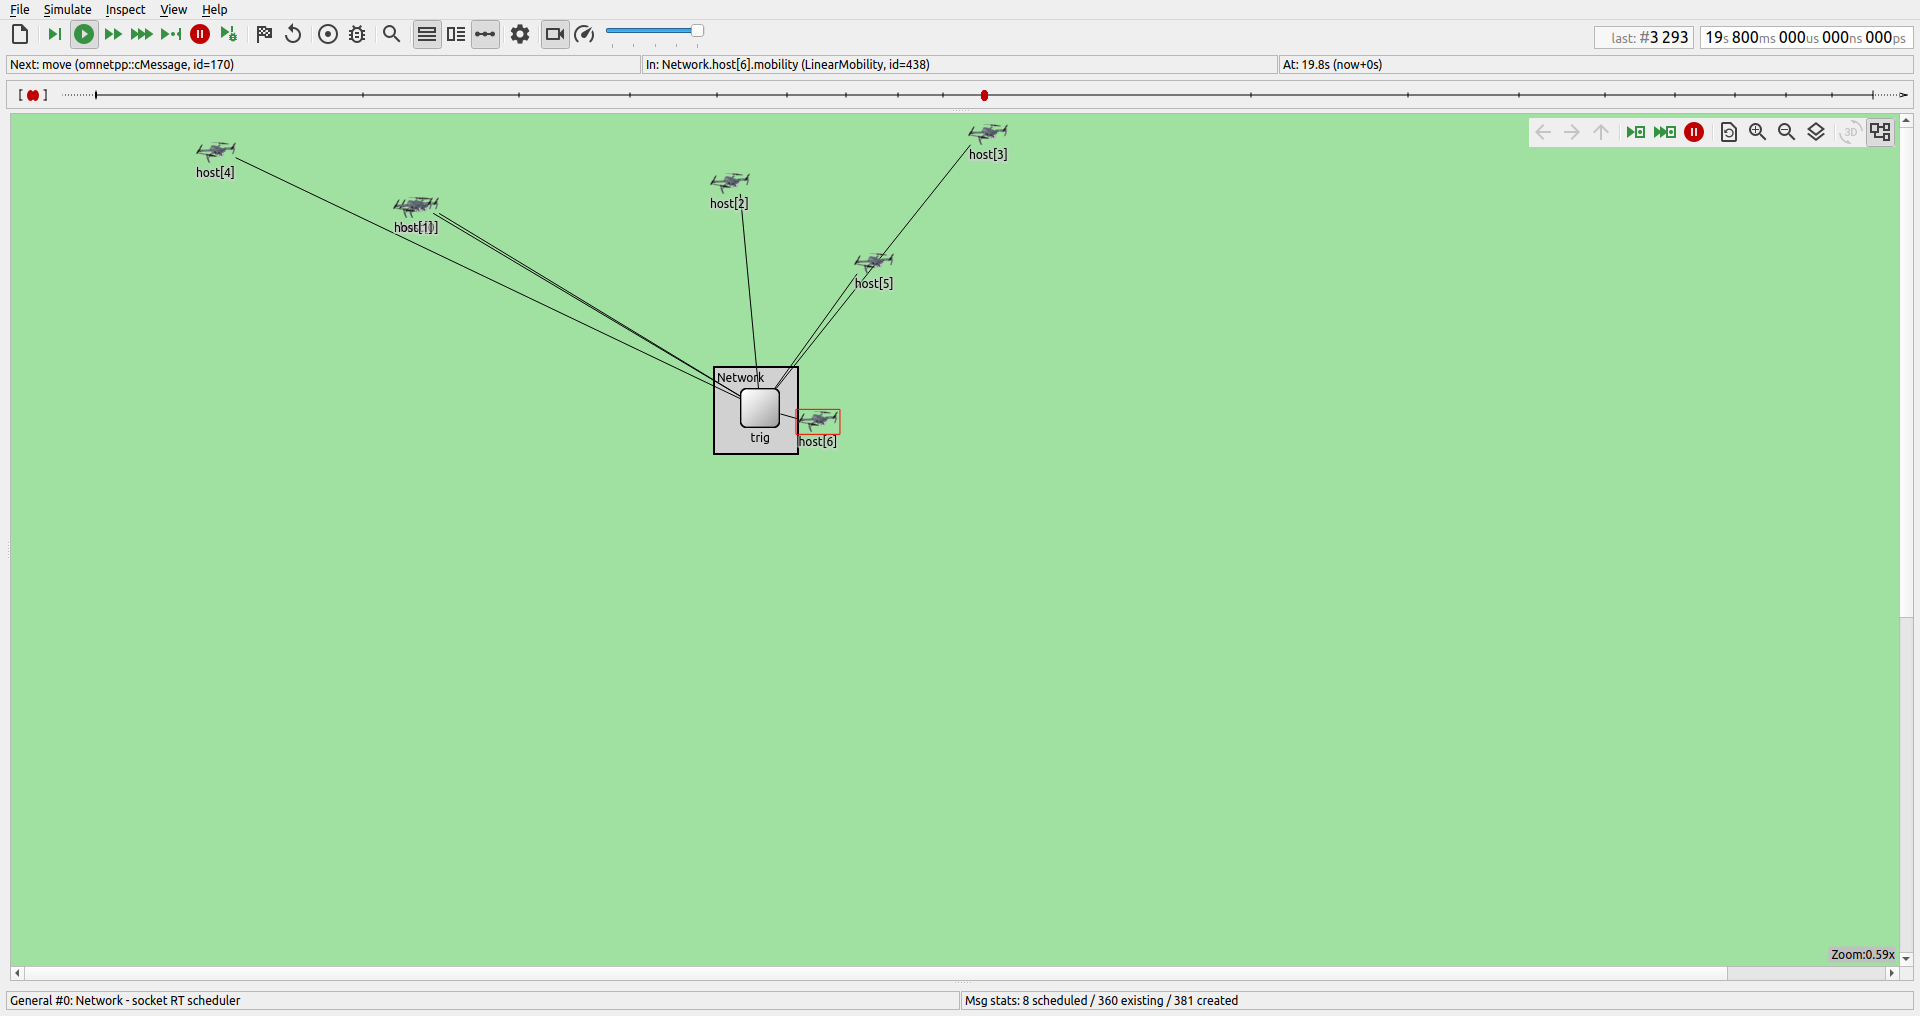 File Simulate Inspect View Help
last: #3 293
19s 800ms 000us 000ns 000ps
Next: move (omnetpp::cMessage, id=170)
In: Network.host[6].mobility (LinearMobility, id=438)
At: 19.8s (now+0s)
3D
host[3]
host[4]
host[2]
host[1]
host[5]
Network
trig
host[6]
Zoom:0.59x
General #0: Network - socket RT scheduler
Msg stats: 8 scheduled / 360 existing / 381 created